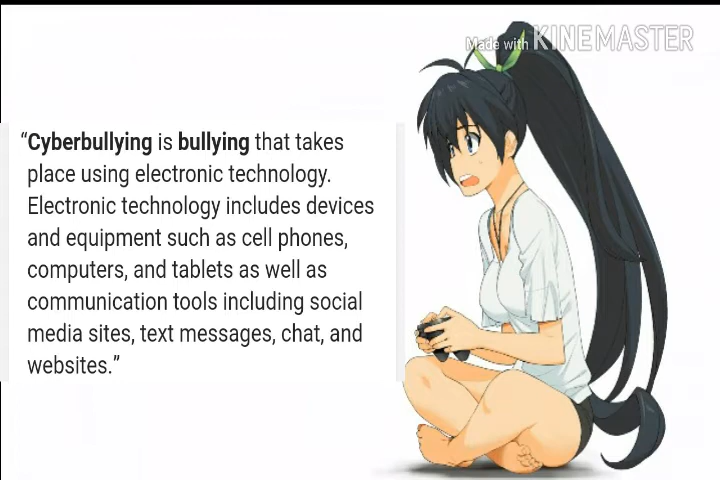 Made with KINEMASTER
“Cyberbullying is bullying that takes
place using electronic technology.
Electronic technology includes devices
and equipment such as cell phones,
computers, and tablets as well as
communication tools including social
media sites, text messages, chat, and
websites.”